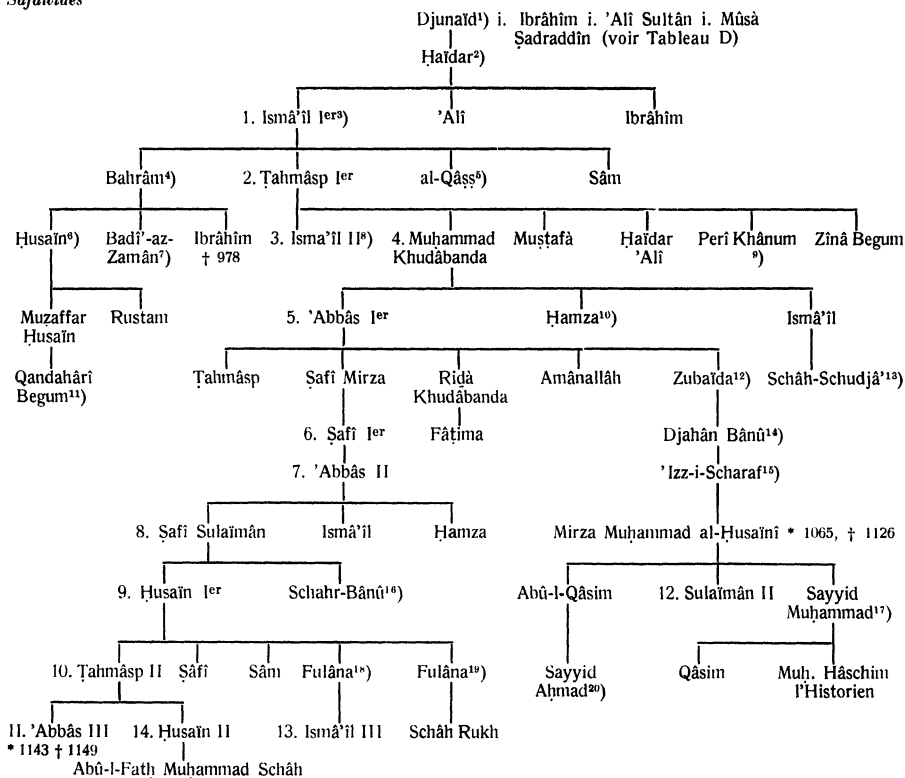 Safawides
Djunaïd¹) i. Ibrâhîm i. 'Alî Sultân i. Mûsà
Ṣadraddîn (voir Tableau D)
Ḥaïdar²)
1. Ismâ'îl Ier³) 'Alî Ibrâhîm
Bahrâm⁴) 2. Ṭahmâsp Ier al-Qâṣṣ⁵) Sâm
Ḥusaïn⁶) Badî'-az- Ibrâhîm 3. Isma'îl II⁸) 4. Muḥammad Muṣṭafà Ḥaïdar Perî Khânum Zînâ Begum
Zamân⁷) † 978 Khudâbanda 'Alî ⁹)
Muẓaffar Rustam 5. 'Abbâs Ier Ḥamza¹⁰) Ismâ'îl
Ḥusaïn
Qandahârî Ṭahmâsp Ṣafî Mirza Riḍà Amânallâh Zubaïda¹²) Schâh-Schudjâ'¹³)
Begum¹¹) Khudâbanda
6. Ṣafî Ier Fâṭima Djahân Bânû¹⁴)
7. 'Abbâs II 'Izz-i-Scharaf¹⁵)
8. Ṣafî Sulaïmân Ismâ'îl Ḥamza Mirza Muḥammad al-Ḥusaïnî * 1065, † 1126
9. Ḥusaïn Ier Schahr-Bânû¹⁶) Abû-l-Qâsim 12. Sulaïmân II Sayyid
Muḥammad¹⁷)
10. Ṭahmâsp II Ṣâfî Sâm Fulâna¹⁸) Fulâna¹⁹) Sayyid Qâsim Muḥ. Hâschim
Aḥmad²⁰) l'Historien
11. 'Abbâs III 14. Ḥusaïn II 13. Ismâ'îl III Schâh Rukh
* 1143 † 1149
Abû-l-Fatḥ Muḥammad Schâh